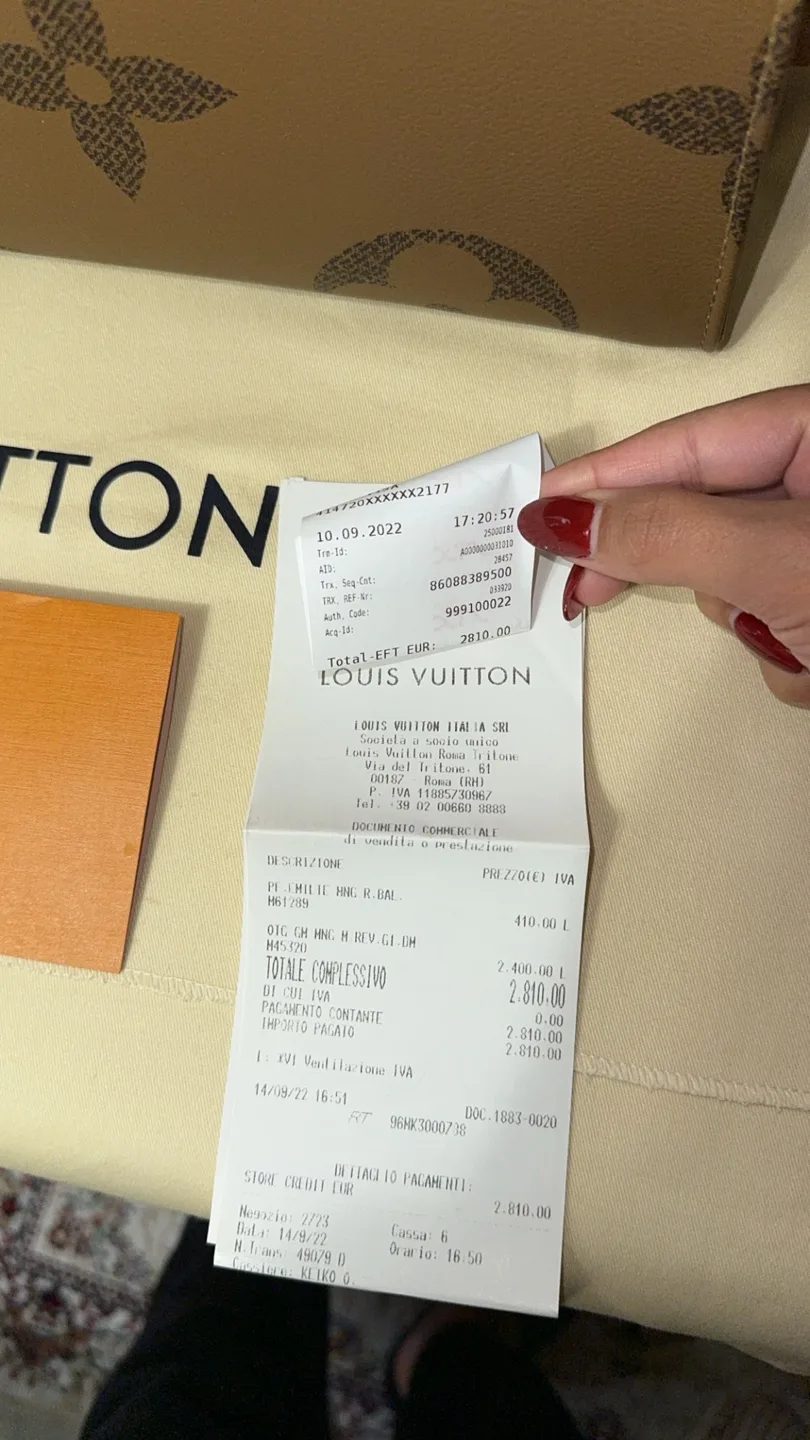 TTON
414720XXXXXX2177
10.09.2022 17:20:57
Trm-Id: 25000181
AID: A0000000031010
Trx. Seq-Cnt: 28457
TRX. REF-Nr: 86088389500
Auth. Code: 033920
Acq-Id: 999100022
Total-EFT EUR: 2810.00
LOUIS VUITTON
LOUIS VUITTON ITALIA SRL
Società a socio unico
Louis Vuitton Roma Tritone
Via del Tritone, 61
00187 - Roma (RM)
P. IVA 11885730967
Tel. +39 02 00660 8888
DOCUMENTO COMMERCIALE
di vendita o prestazione
DESCRIZIONE PREZZO(€) IVA
PF.EMILIE MNG R.BAL.
M61289 410.00 L
OTG GM MNG M.REV.GI.DM
M45320 2.400.00 L
TOTALE COMPLESSIVO 2.810,00
DI CUI IVA 0.00
PAGAMENTO CONTANTE 2.810.00
IMPORTO PAGATO 2.810.00
L: XVI Ventilazione IVA
14/09/22 16:51 DOC.1883-0020
RT 96MK3000738
DETTAGLIO PAGAMENTI:
STORE CREDIT EUR 2.810.00
Negozio: 2723 Cassa: 6
Data: 14/9/22 Orario: 16.50
N.Trans: 49079 D
Cassiere: KEIKO O.